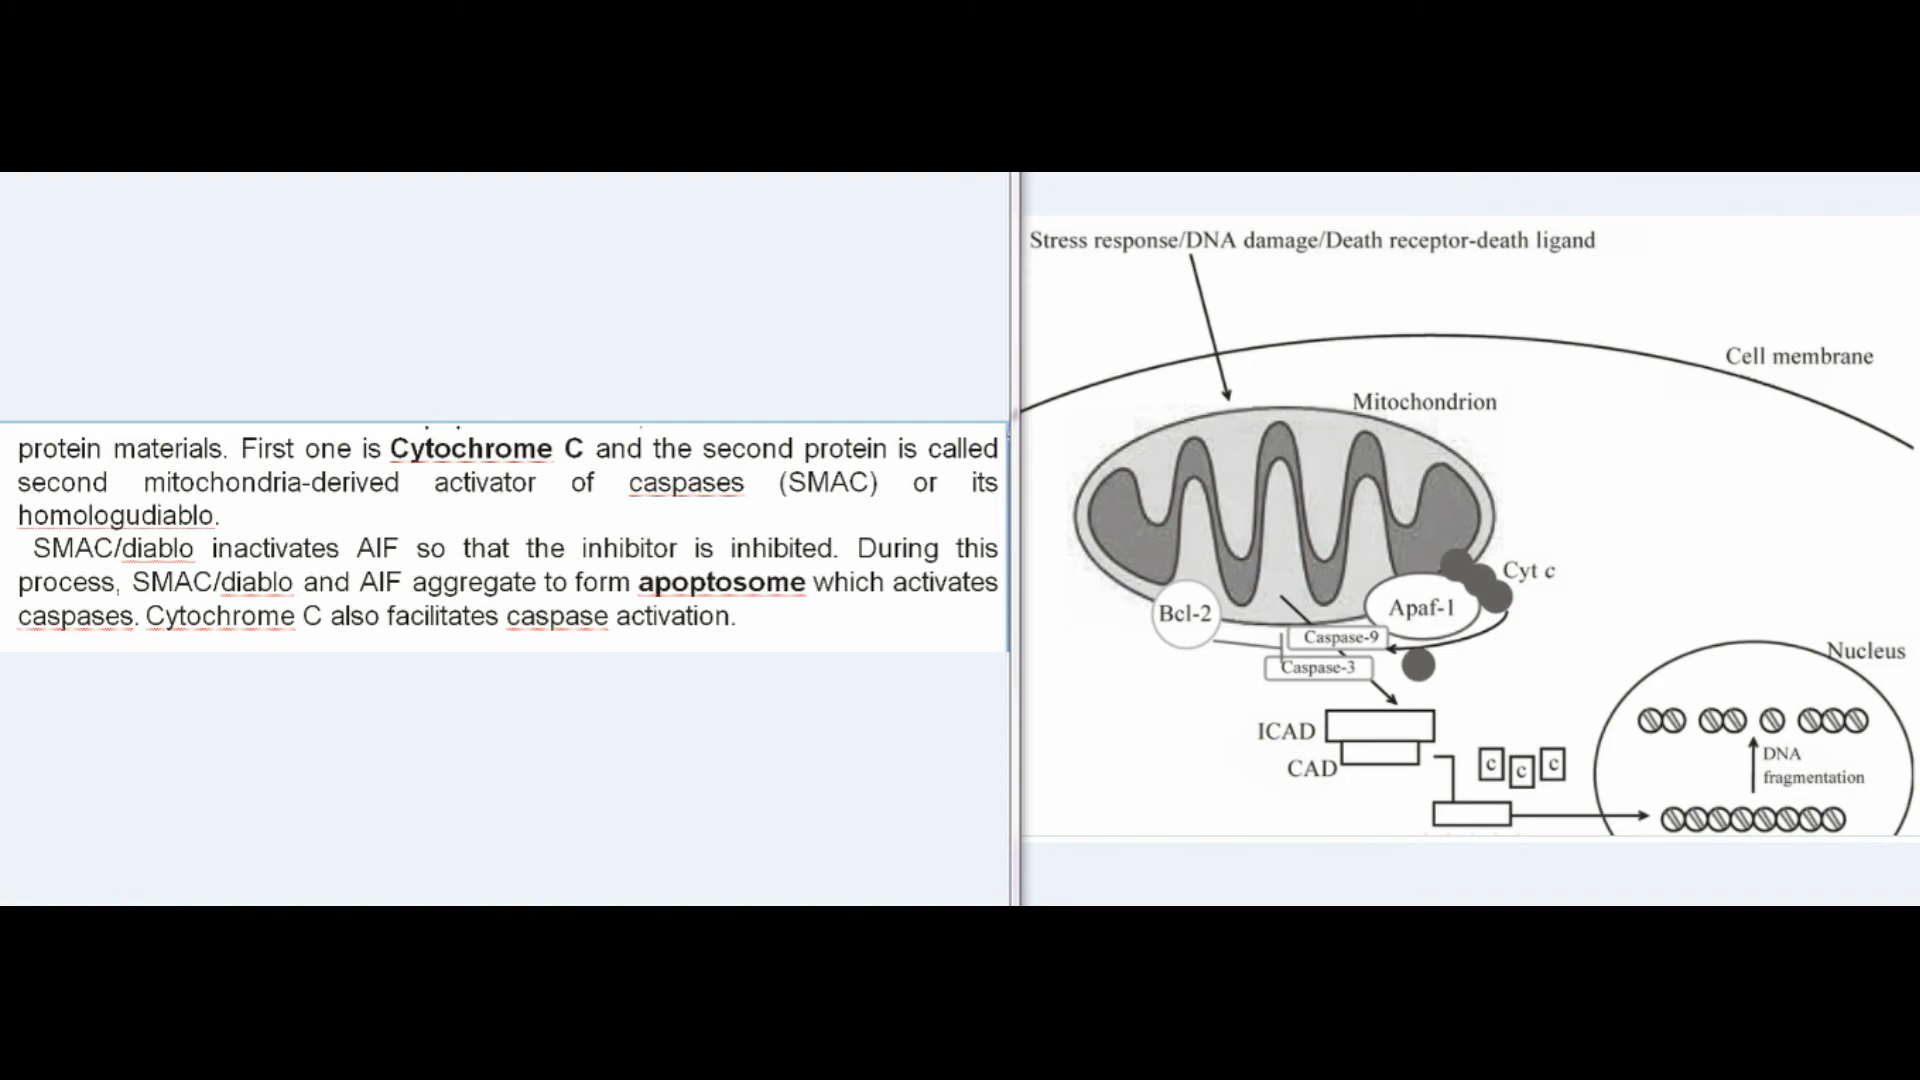 protein materials. First one is Cytochrome C and the second protein is called
second mitochondria-derived activator of caspases (SMAC) or its
homologudiablo.
SMAC/diablo inactivates AIF so that the inhibitor is inhibited. During this
process, SMAC/diablo and AIF aggregate to form apoptosome which activates
caspases. Cytochrome C also facilitates caspase activation.
Stress response/DNA damage/Death receptor-death ligand
Cell membrane
Mitochondrion
Cyt c
Bcl-2
Apaf-1
Caspase-9
Caspase-3
Nucleus
ICAD
CAD
c c c
DNA
fragmentation